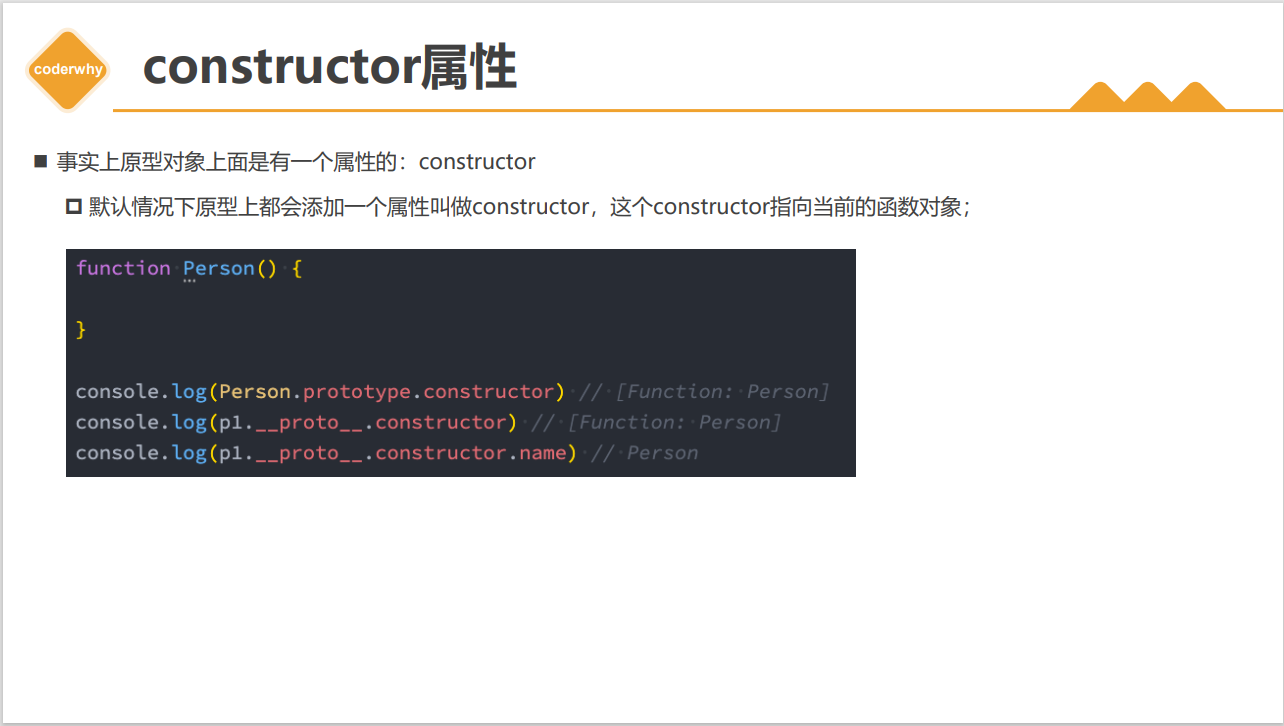 coderwhy
constructor属性
事实上原型对象上面是有一个属性的：constructor
默认情况下原型上都会添加一个属性叫做constructor，这个constructor指向当前的函数对象；
function Person() {
}
console.log(Person.prototype.constructor) // [Function: Person]
console.log(p1.__proto__.constructor) // [Function: Person]
console.log(p1.__proto__.constructor.name) // Person